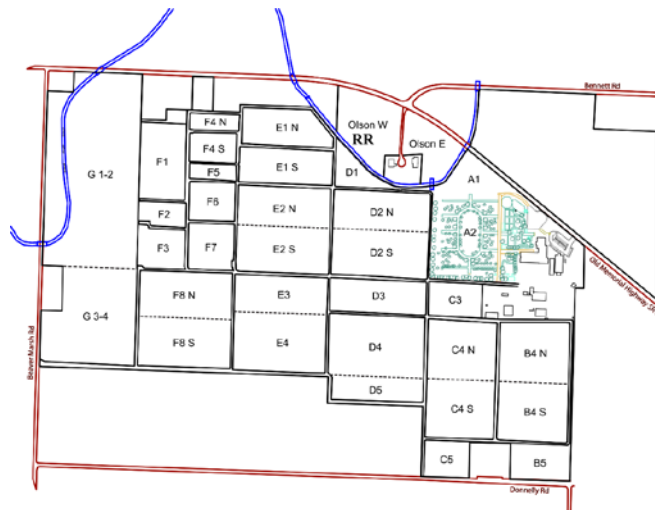 Bennett Rd
F4 N
E1 N
Olson W
RR
Olson E
F4 S
F1
E1 S
D1
A1
F5
G 1-2
F6
F2
E2 N
D2 N
A2
F3
F7
E2 S
D2 S
Old Memorial Highway SR
F8 N
E3
D3
C3
G 3-4
Beaver Marsh Rd
F8 S
E4
D4
C4 N
B4 N
D5
C4 S
B4 S
C5
B5
Donnelly Rd